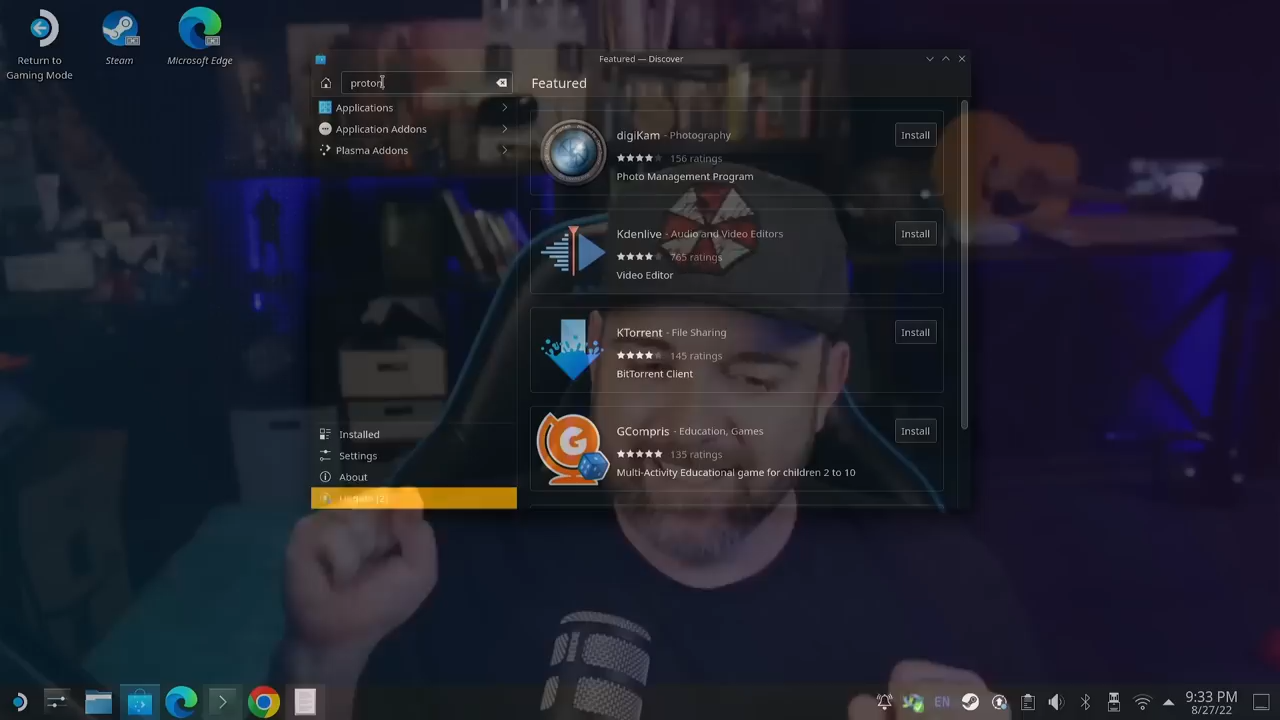 Return to
Gaming Mode
Steam
Microsoft Edge
Featured — Discover
proton
Featured
Applications
Application Addons
Plasma Addons
digiKam - Photography
156 ratings
Photo Management Program
Install
Kdenlive - Audio and Video Editors
765 ratings
Video Editor
Install
KTorrent - File Sharing
145 ratings
BitTorrent Client
Install
GCompris - Education, Games
135 ratings
Multi-Activity Educational game for children 2 to 10
Install
Installed
Settings
About
EN
9:33 PM
8/27/22